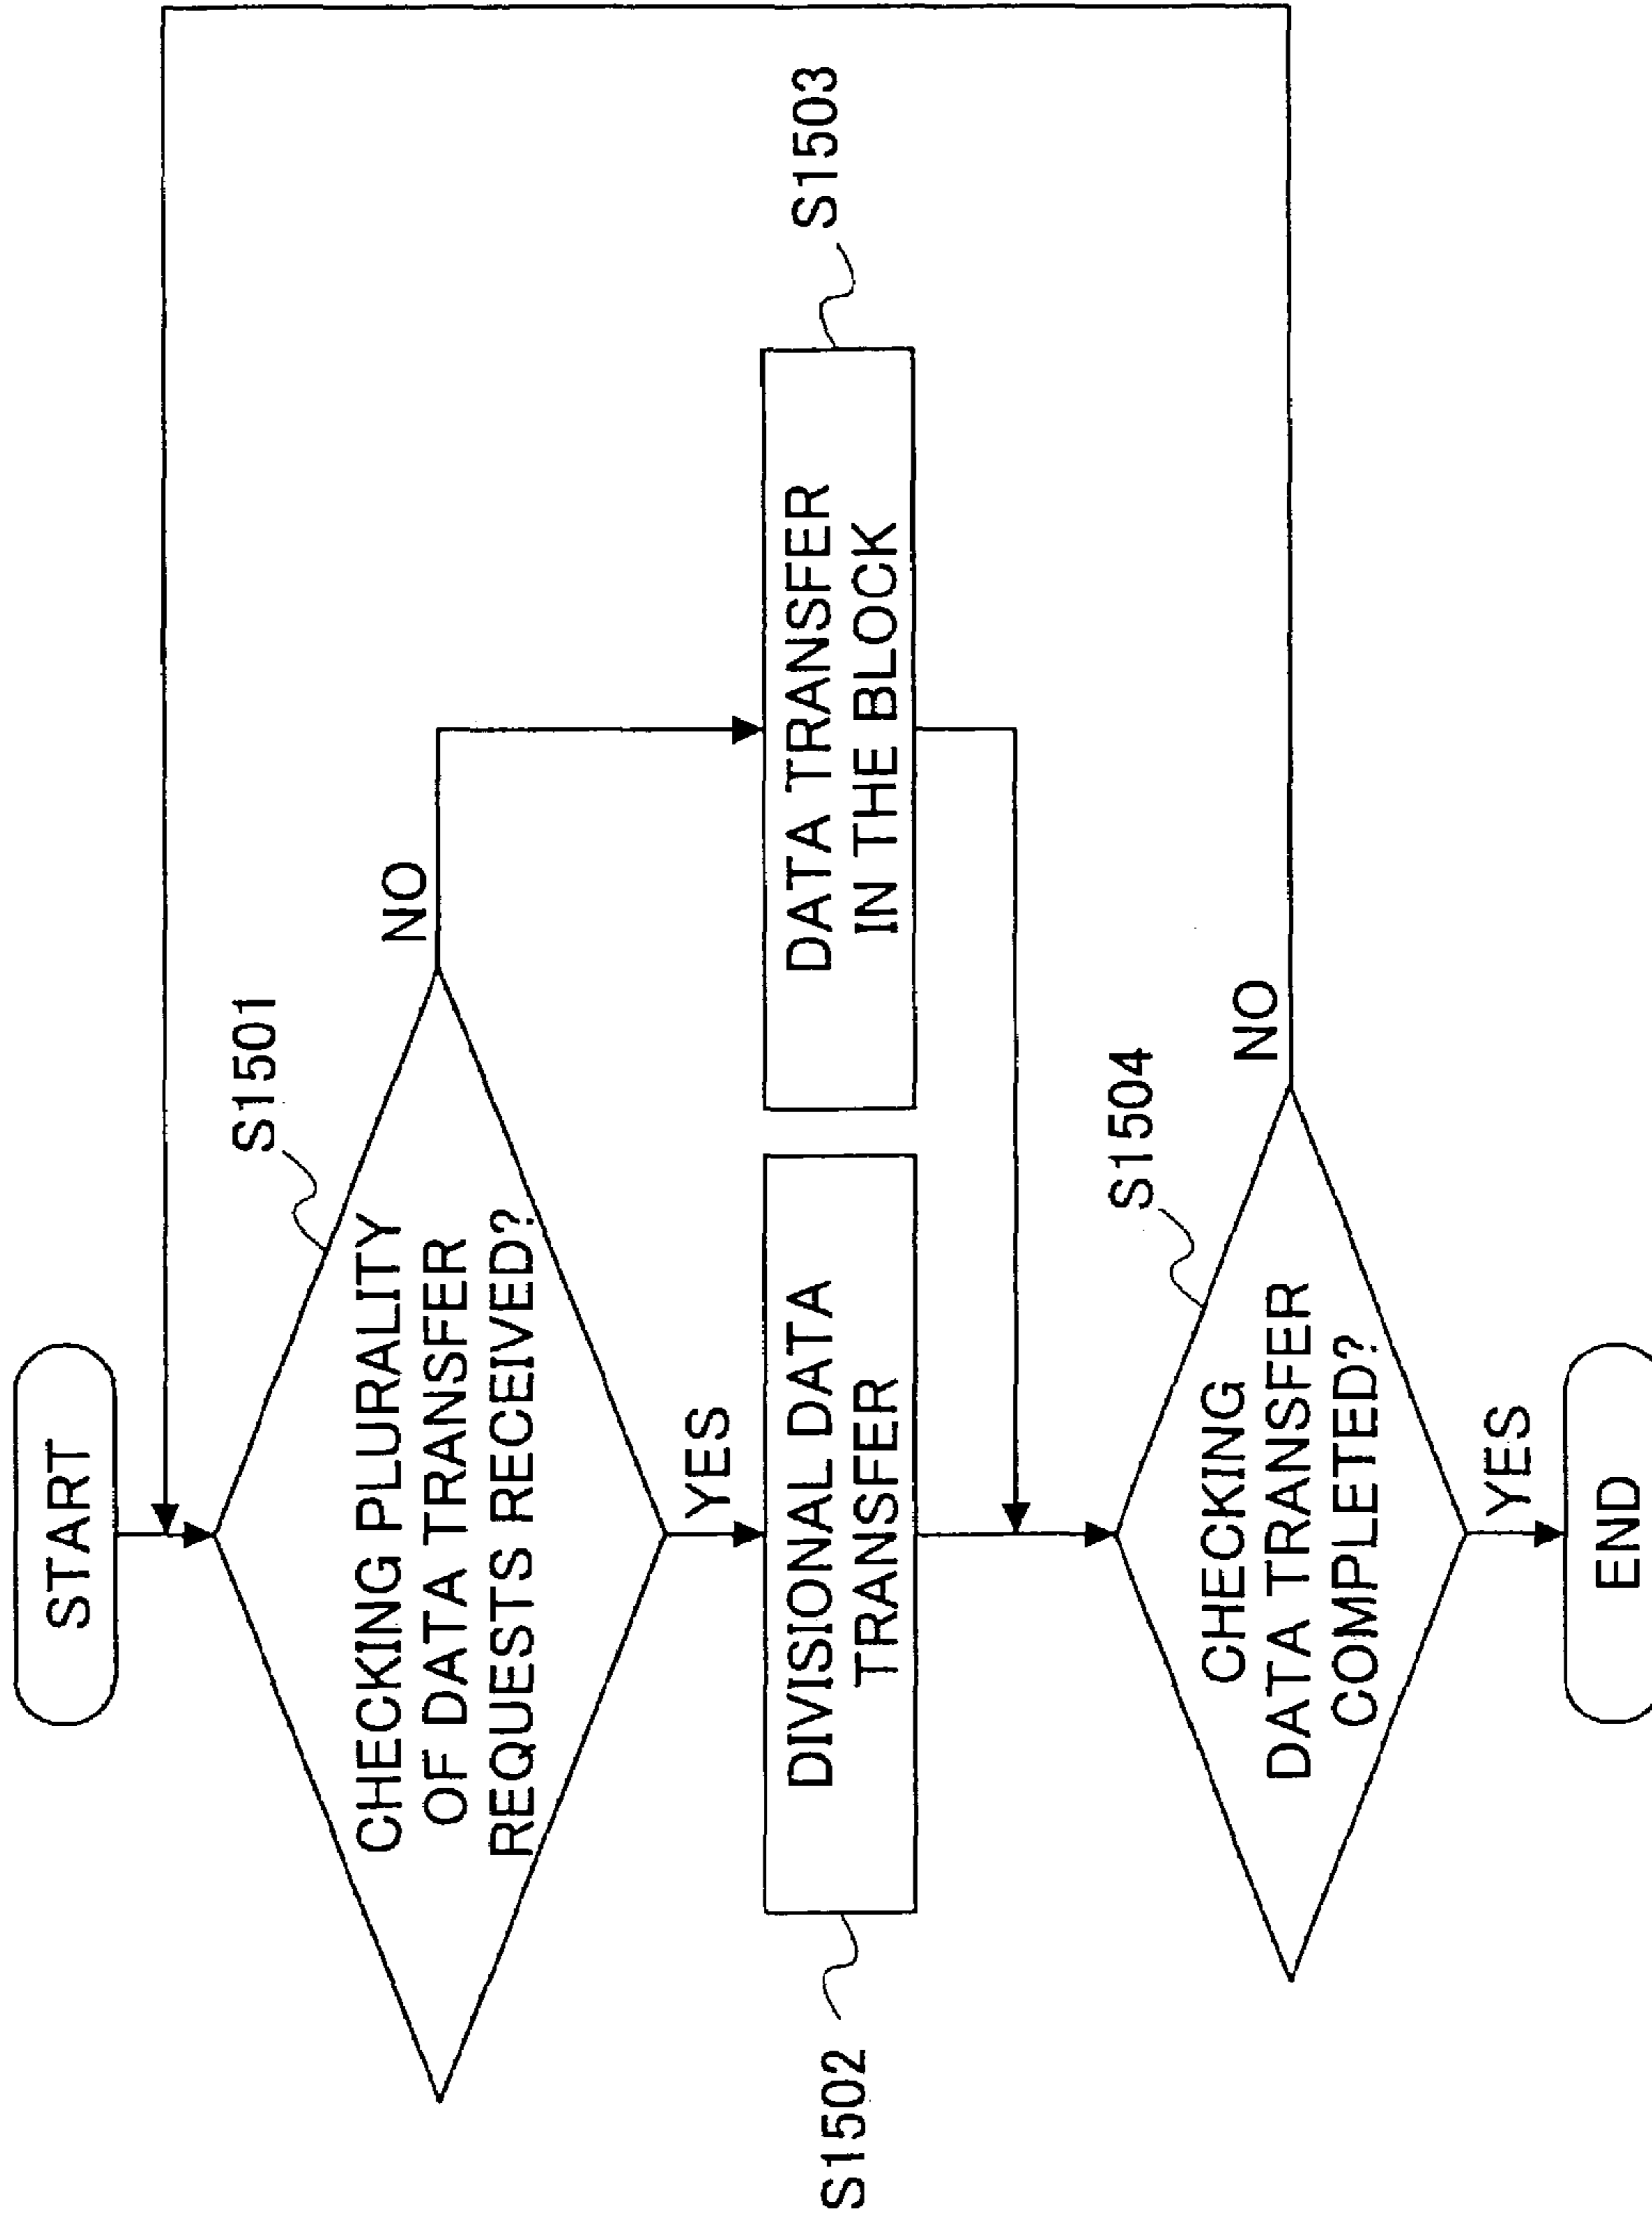 START
S1501
CHECKING PLURALITY
OF DATA TRANSFER
REQUESTS RECEIVED?
NO
YES
S1502
DIVISIONAL DATA
TRANSFER
DATA TRANSFER
IN THE BLOCK
S1503
S1504
CHECKING
DATA TRANSFER
COMPLETED?
NO
YES
END